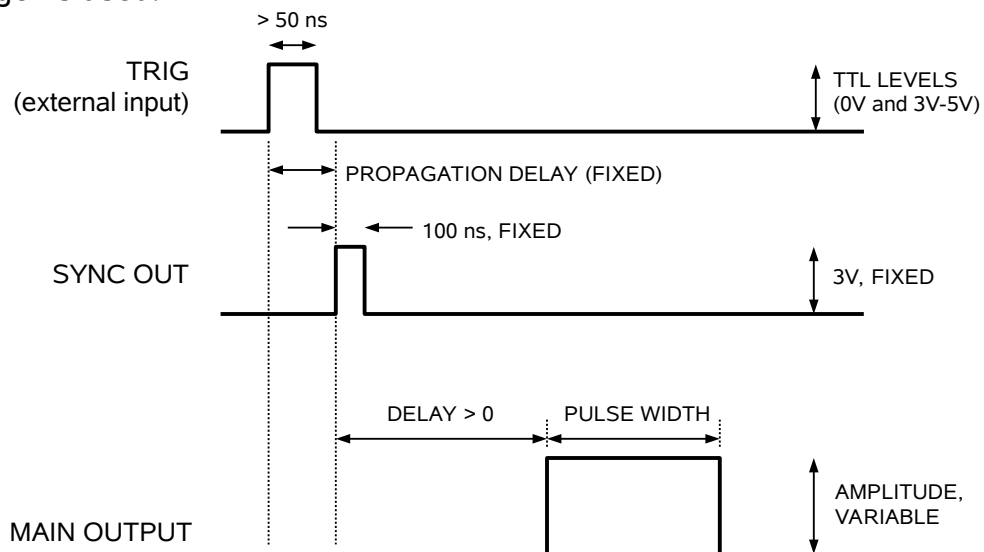 > 50 ns
TRIG
(external input)
TTL LEVELS
(0V and 3V-5V)
PROPAGATION DELAY (FIXED)
100 ns, FIXED
SYNC OUT
3V, FIXED
DELAY > 0
PULSE WIDTH
AMPLITUDE,
VARIABLE
MAIN OUTPUT